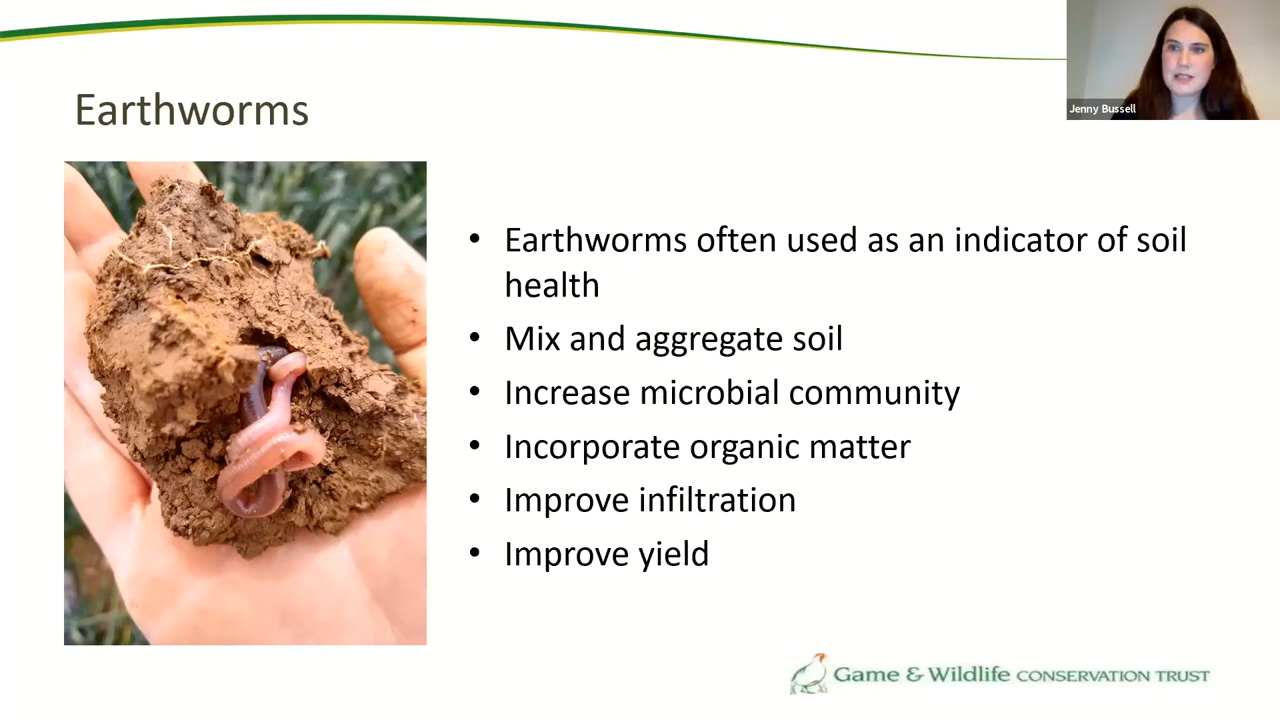 Jenny Bussell
Earthworms
• Earthworms often used as an indicator of soil
health
• Mix and aggregate soil
• Increase microbial community
• Incorporate organic matter
• Improve infiltration
• Improve yield
Game & Wildlife CONSERVATION TRUST